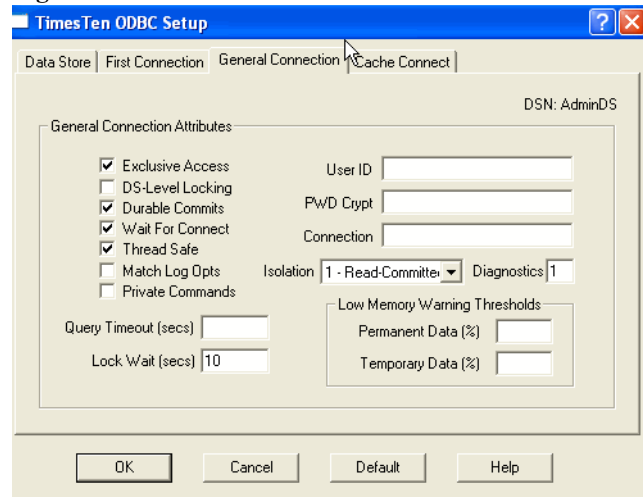 TimesTen ODBC Setup
Data Store First Connection General Connection Cache Connect
DSN: AdminDS
General Connection Attributes
Exclusive Access
DS-Level Locking
Durable Commits
Wait For Connect
Thread Safe
Match Log Opts
Private Commands
User ID
PWD Crypt
Connection
Isolation 1 - Read-Committe Diagnostics 1
Query Timeout (secs)
Lock Wait (secs) 10
Low Memory Warning Thresholds
Permanent Data (%)
Temporary Data (%)
OK Cancel Default Help